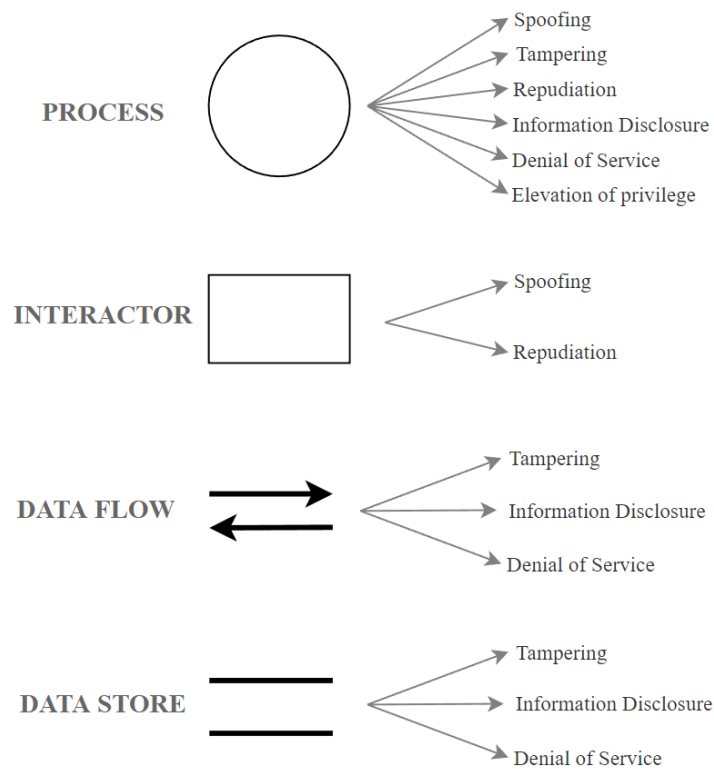 PROCESS
Spoofing
Tampering
Repudiation
Information Disclosure
Denial of Service
Elevation of privilege
INTERACTOR
Spoofing
Repudiation
DATA FLOW
Tampering
Information Disclosure
Denial of Service
DATA STORE
Tampering
Information Disclosure
Denial of Service